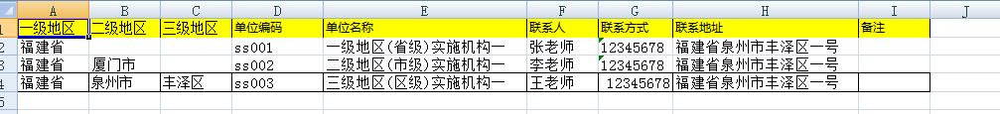 A B C D E F G H I J
1 一级地区 二级地区 三级地区 单位编码 单位名称 联系人 联系方式 联系地址 备注
2 福建省 ss001 一级地区(省级)实施机构一 张老师 12345678 福建省泉州市丰泽区一号
3 福建省 厦门市 ss002 二级地区(市级)实施机构一 李老师 12345678 福建省泉州市丰泽区一号
4 福建省 泉州市 丰泽区 ss003 三级地区(区级)实施机构一 王老师 12345678 福建省泉州市丰泽区一号
5